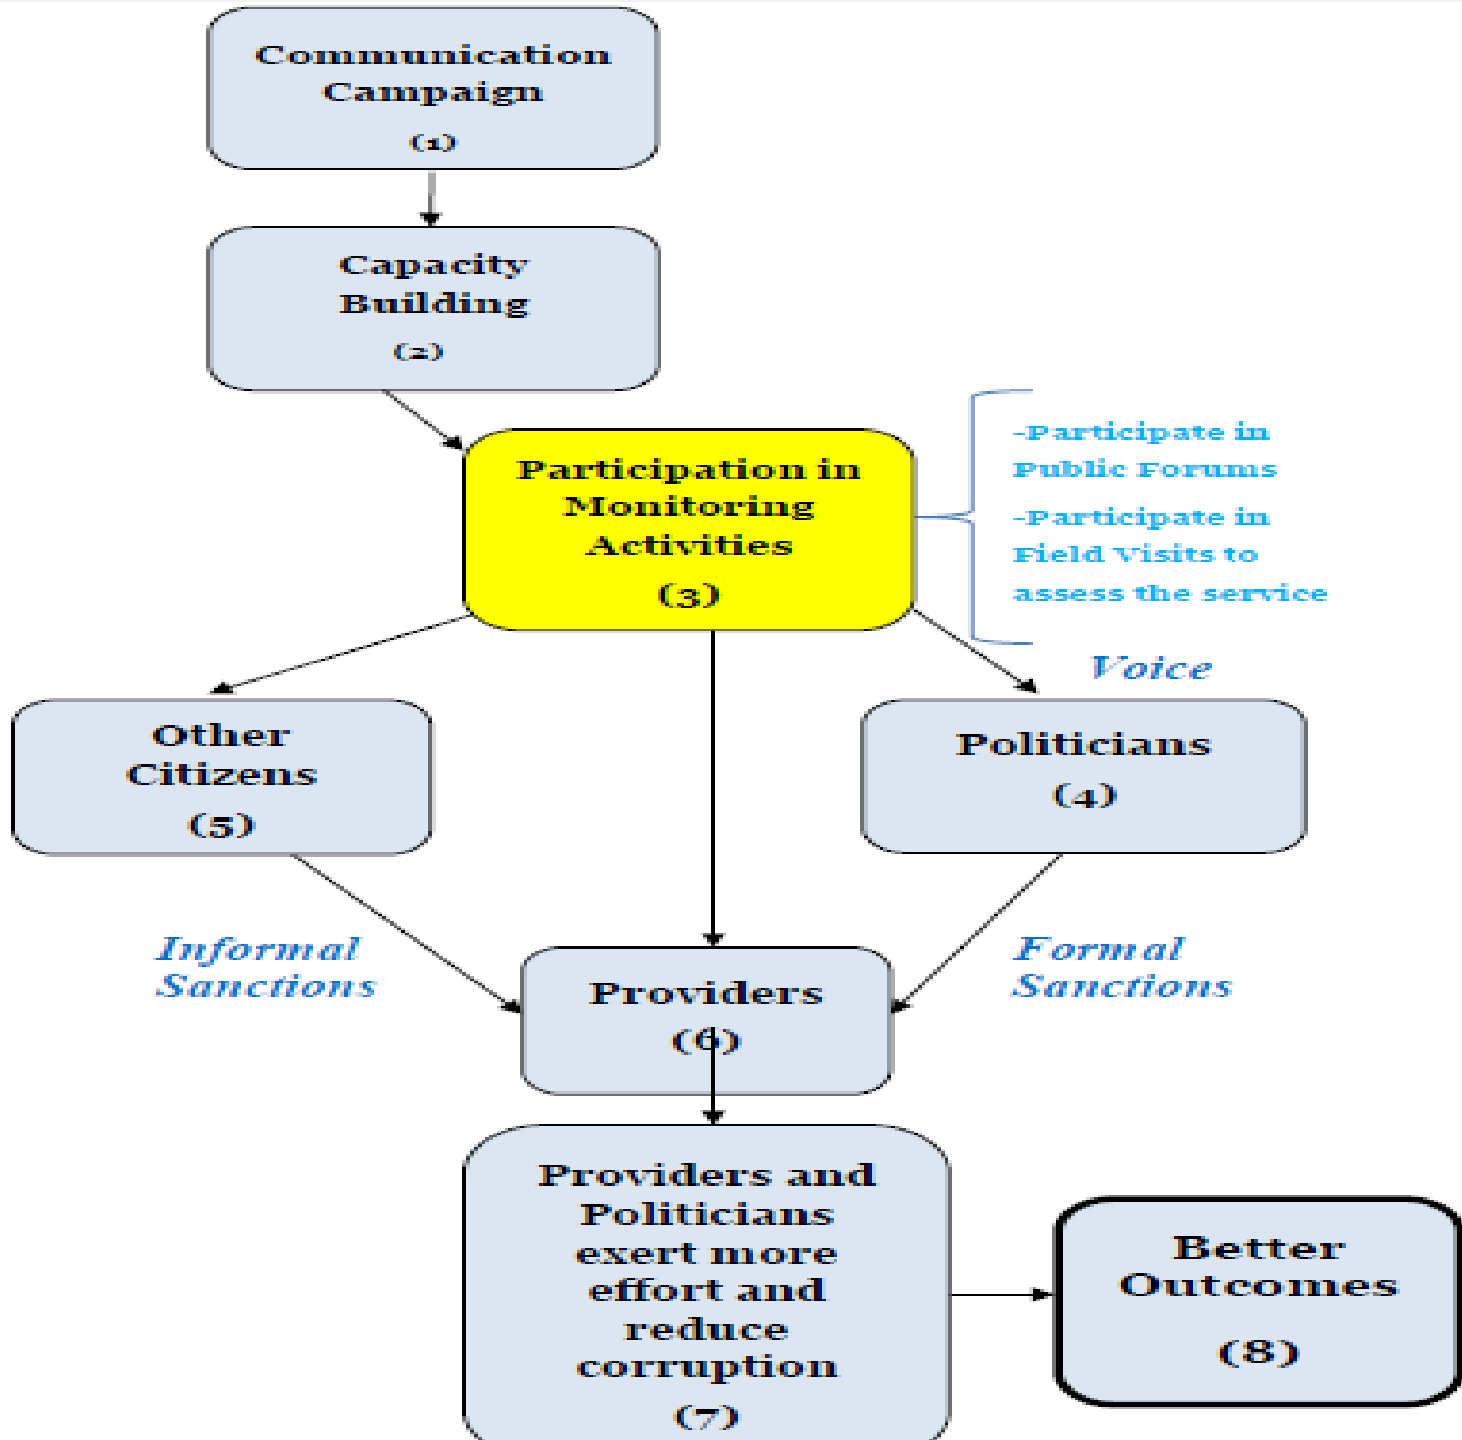 Communication
Campaign
(1)
Capacity
Building
(2)
Participation in
Monitoring
Activities
(3)
-Participate in
Public Forums
-Participate in
Field Visits to
assess the service
Voice
Other
Citizens
(5)
Politicians
(4)
Informal
Sanctions
Formal
Sanctions
Providers
(6)
Providers and
Politicians
exert more
effort and
reduce
corruption
(7)
Better
Outcomes
(8)